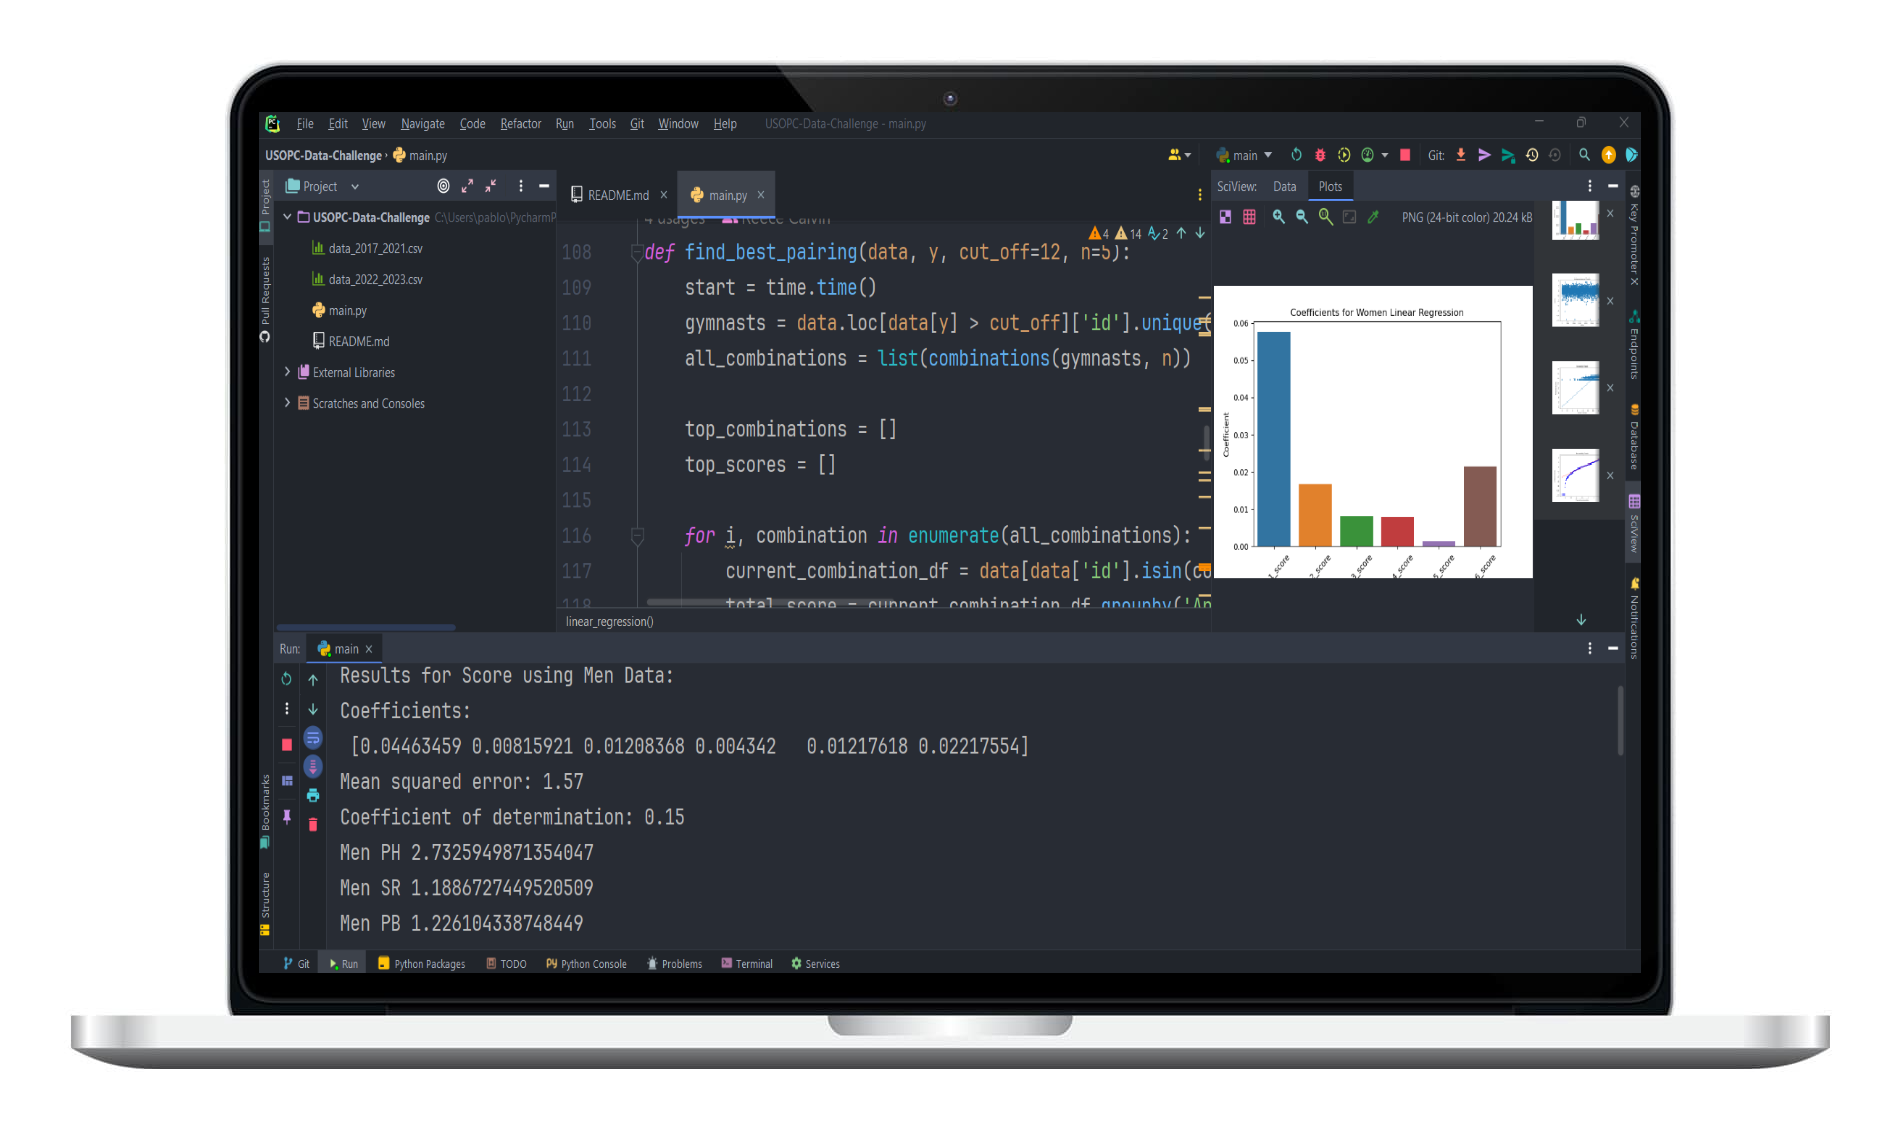 File Edit View Navigate Code Refactor Run Tools Git Window Help USOPC-Data-Challenge - main.py
USOPC-Data-Challenge › main.py
main
Git:
Project
SciView: Data Plots
README.md
main.py
USOPC-Data-Challenge C:\Users\pablo\PycharmP
data_2017_2021.csv
data_2022_2023.csv
main.py
README.md
External Libraries
Scratches and Consoles
Project
Pull Requests
Bookmarks
Structure
4 usages Reece Calvin
4 14 2
108 def find_best_pairing(data, y, cut_off=12, n=5):
109 start = time.time()
110 gymnasts = data.loc[data[y] > cut_off]['id'].unique(
111 all_combinations = list(combinations(gymnasts, n))
112
113 top_combinations = []
114 top_scores = []
115
116 for i, combination in enumerate(all_combinations):
117 current_combination_df = data[data['id'].isin(co
118 total_score = current_combination_df.groupby('Ap
linear_regression()
PNG (24-bit color) 20.24 kB
Coefficients for Women Linear Regression
Coefficient
0.06
0.05
0.04
0.03
0.02
0.01
0.00
1_score 2_score 3_score 4_score 5_score 6_score
Key Promoter X
Endpoints
Database
SciView
Notifications
Run: main
Results for Score using Men Data:
Coefficients:
[0.04463459 0.00815921 0.01208368 0.004342 0.01217618 0.02217554]
Mean squared error: 1.57
Coefficient of determination: 0.15
Men PH 2.7325949871354047
Men SR 1.1886727449520509
Men PB 1.226104338748449
Git Run Python Packages TODO Python Console Problems Terminal Services